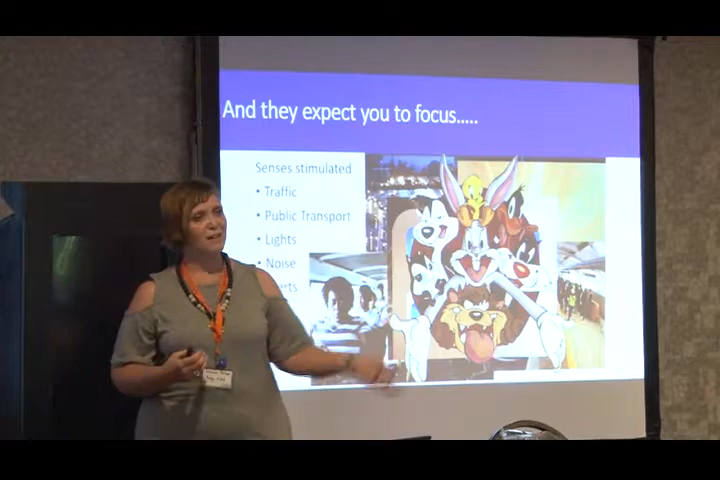 And they expect you to focus.....
Senses stimulated
• Traffic
• Public Transport
• Lights
• Noise